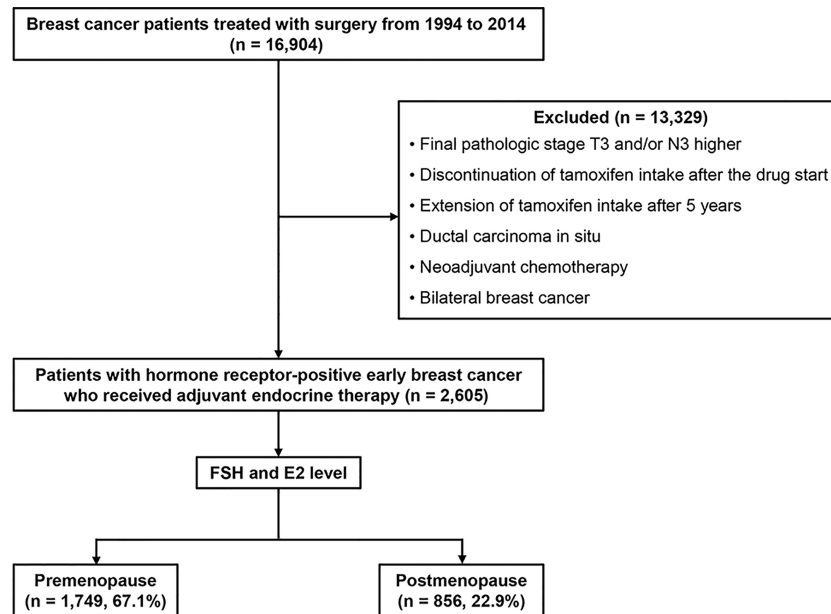 Breast cancer patients treated with surgery from 1994 to 2014
(n = 16,904)
Excluded (n = 13,329)
• Final pathologic stage T3 and/or N3 higher
• Discontinuation of tamoxifen intake after the drug start
• Extension of tamoxifen intake after 5 years
• Ductal carcinoma in situ
• Neoadjuvant chemotherapy
• Bilateral breast cancer
Patients with hormone receptor-positive early breast cancer
who received adjuvant endocrine therapy (n = 2,605)
FSH and E2 level
Premenopause
(n = 1,749, 67.1%)
Postmenopause
(n = 856, 22.9%)